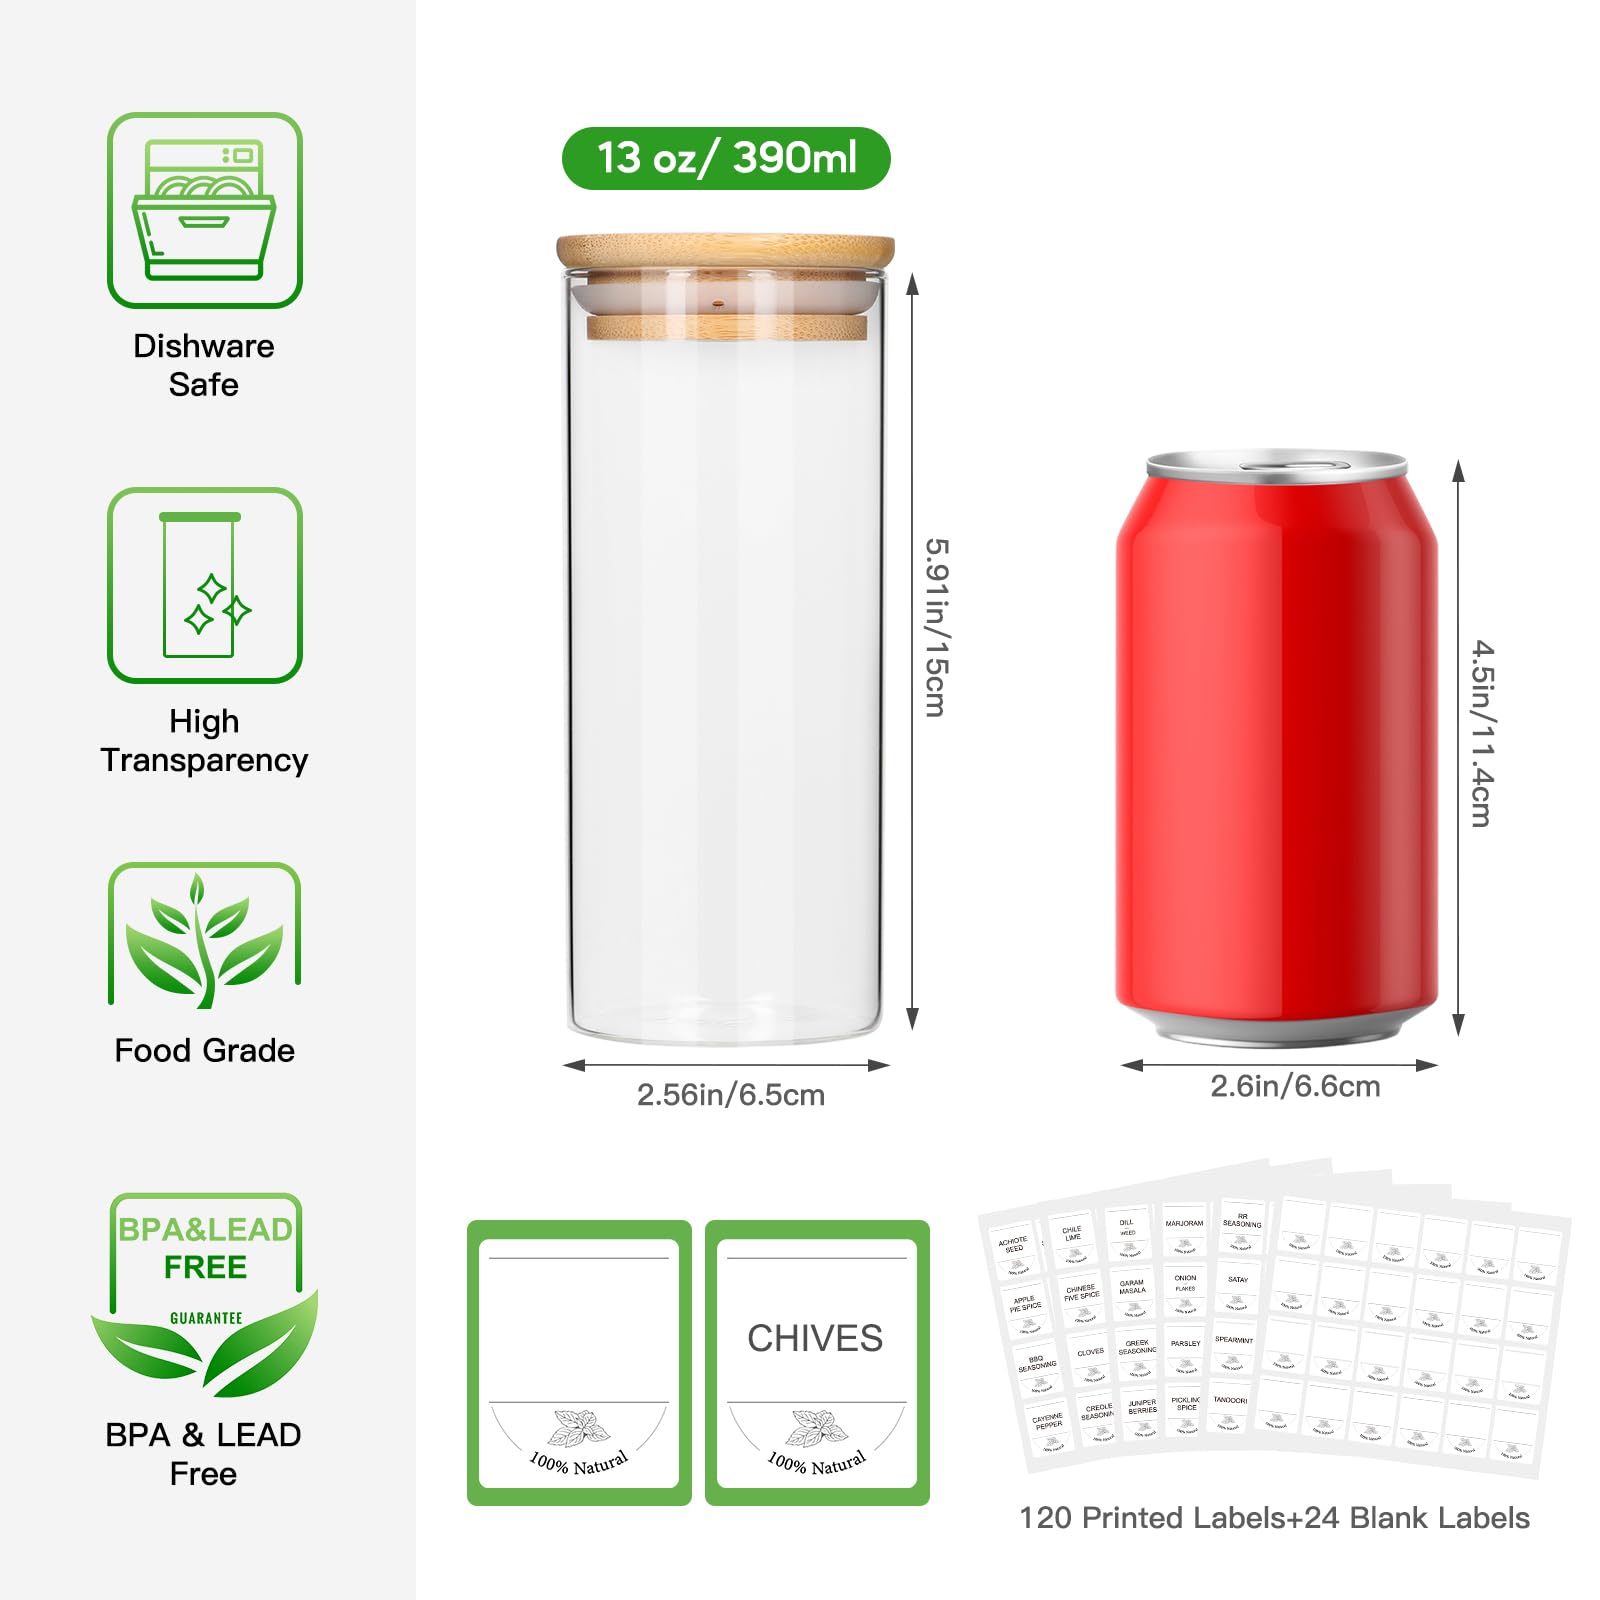 13 oz/ 390ml
Dishware
Safe
High
Transparency
Food Grade
BPA&LEAD
FREE
GUARANTEE
BPA & LEAD
Free
5.91in/15cm
2.56in/6.5cm
4.5in/11.4cm
2.6in/6.6cm
100% Natural
CHIVES
100% Natural
ACHIOTE
SEED
CHILE
LIME
DILL
WEED
MARJORAM
RR
SEASONING
APPLE
PIE SPICE
CHINESE
FIVE SPICE
GARAM
MASALA
ONION
FLAKES
SATAY
BBQ
SEASONING
CLOVES
GREEK
SEASONING
PARSLEY
SPEARMINT
CAYENNE
PEPPER
CREOLE
SEASONIN
JUNIPER
BERRIES
PICKLING
SPICE
TANDOORI
120 Printed Labels+24 Blank Labels